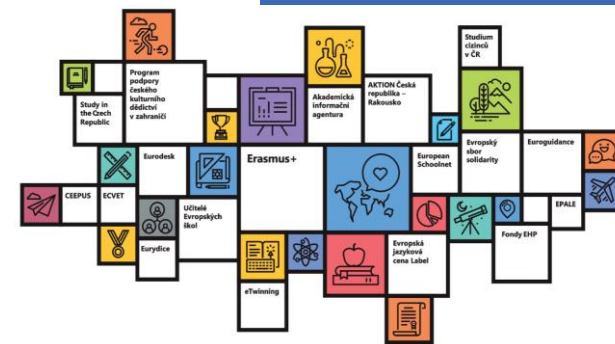 Studium
cizinců
v ČR
Program
podpory
českého
kulturního
dědictví
v zahraničí
Study in
the Czech
Republic
Akademická
informační
agentura
AKTION Česká
republika –
Rakousko
Eurodesk
Erasmus+
European
Schoolnet
Evropský
sbor
solidarity
Euroguidance
CEEPUS
ECVET
Učitelé
Evropských
škol
EPALE
Eurydice
Evropská
jazyková
cena Label
Fondy EHP
eTwinning